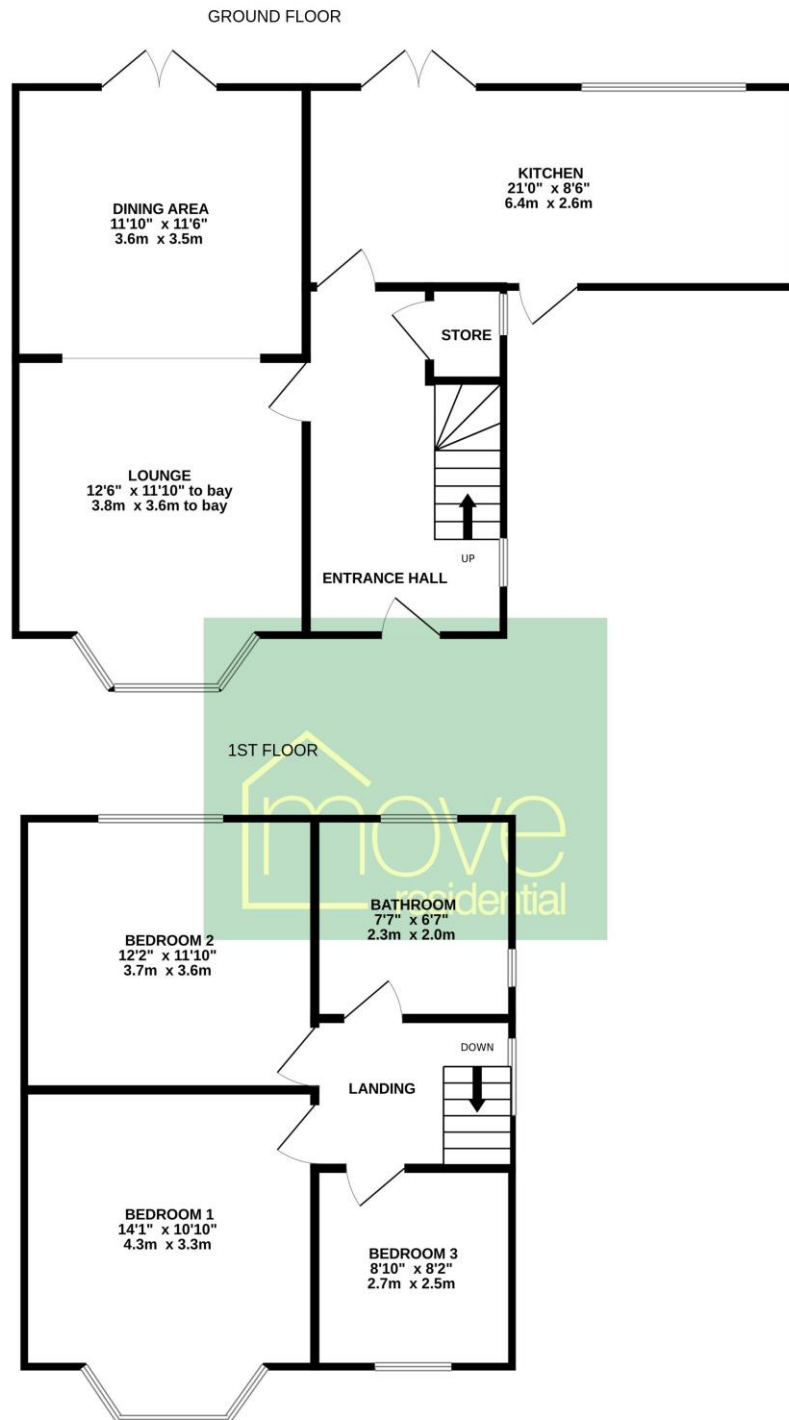 GROUND FLOOR
DINING AREA
11'10" x 11'6"
3.6m x 3.5m
KITCHEN
21'0" x 8'6"
6.4m x 2.6m
STORE
LOUNGE
12'6" x 11'10" to bay
3.8m x 3.6m to bay
UP
ENTRANCE HALL
1ST FLOOR
move
residential
BATHROOM
7'7" x 6'7"
2.3m x 2.0m
BEDROOM 2
12'2" x 11'10"
3.7m x 3.6m
DOWN
LANDING
BEDROOM 1
14'1" x 10'10"
4.3m x 3.3m
BEDROOM 3
8'10" x 8'2"
2.7m x 2.5m